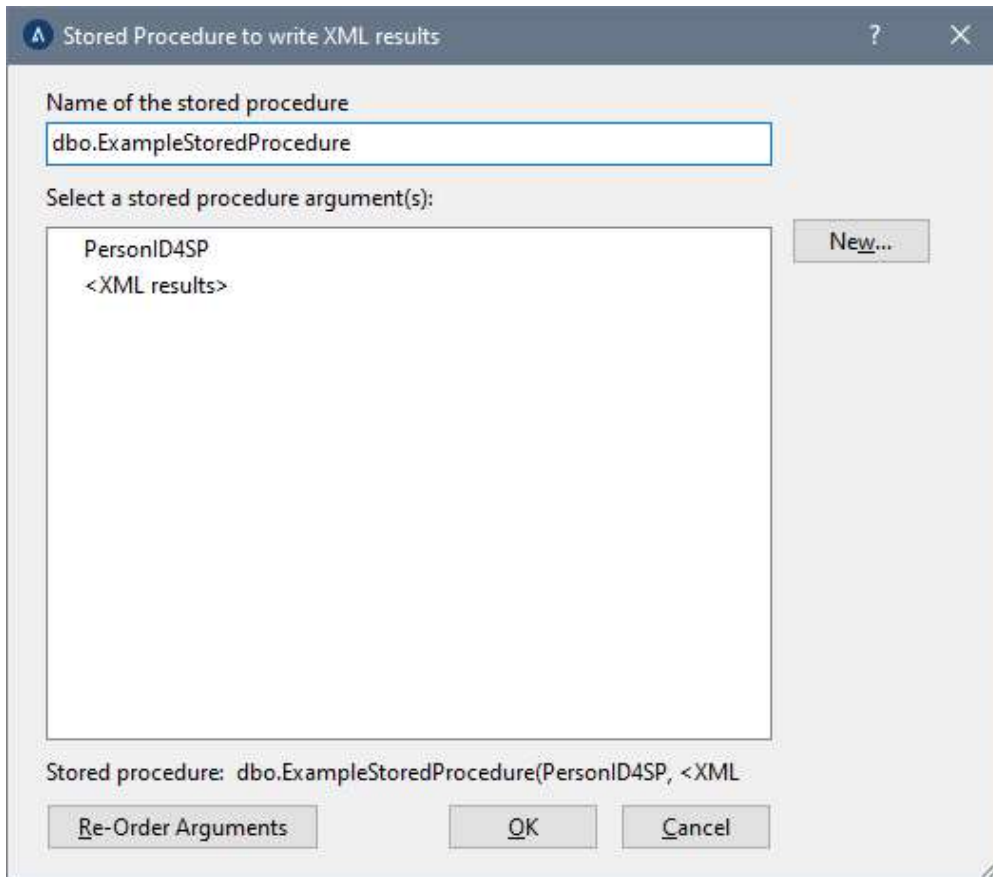 Stored Procedure to write XML results ?
Name of the stored procedure
dbo.ExampleStoredProcedure
Select a stored procedure argument(s):
PersonID4SP
New...
<XML results>
Stored procedure: dbo.ExampleStoredProcedure(PersonID4SP, <XML
Re-Order Arguments OK Cancel